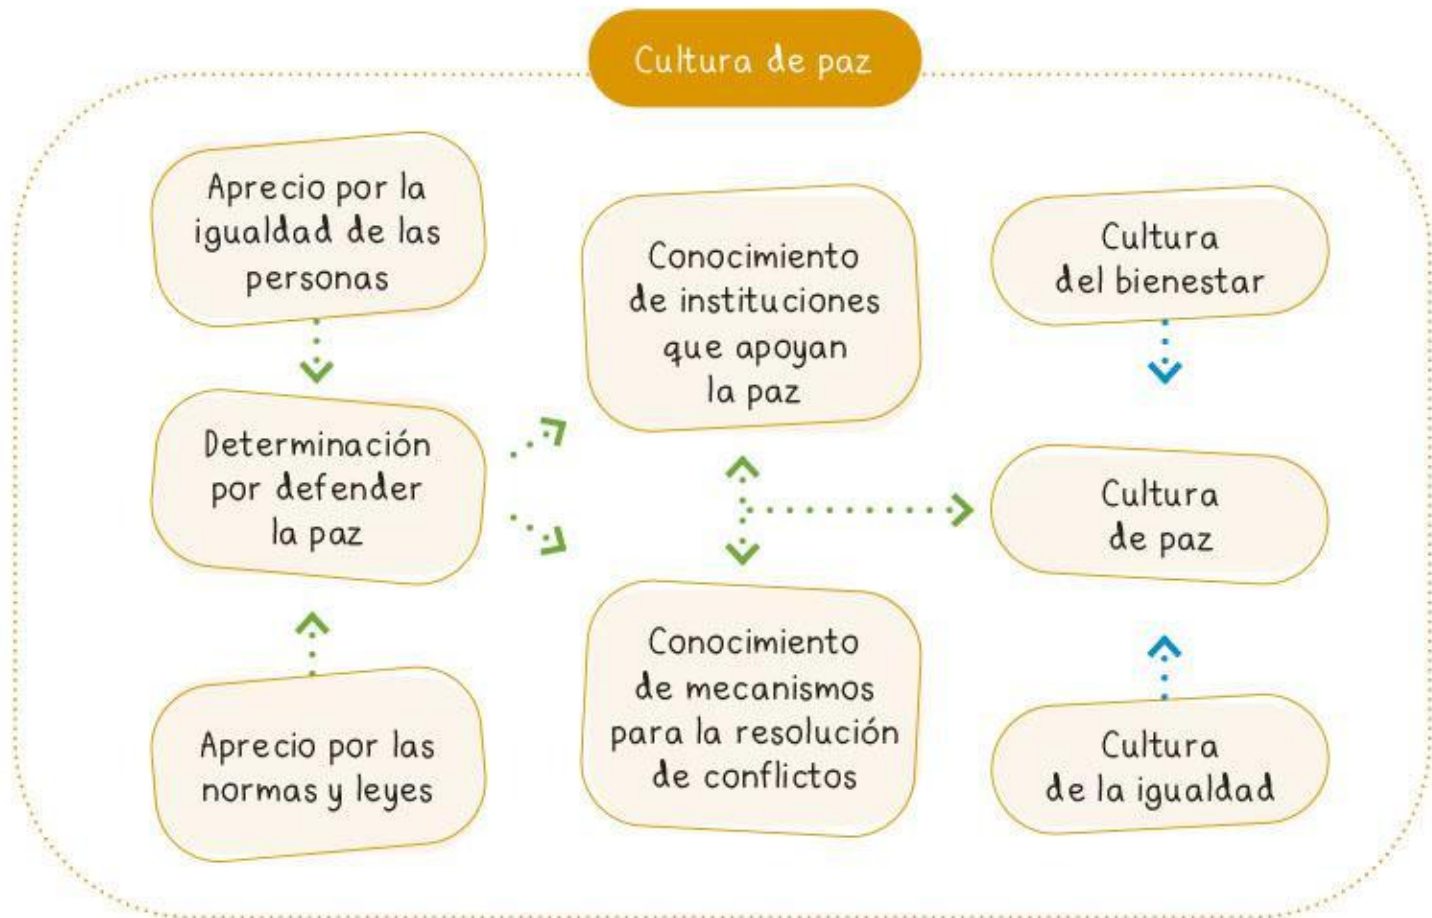 Cultura de paz
Aprecio por la
igualdad de las
personas
Determinación
por defender
la paz
Aprecio por las
normas y leyes
Conocimiento
de instituciones
que apoyan
la paz
Conocimiento
de mecanismos
para la resolución
de conflictos
Cultura
del bienestar
Cultura
de paz
Cultura
de la igualdad